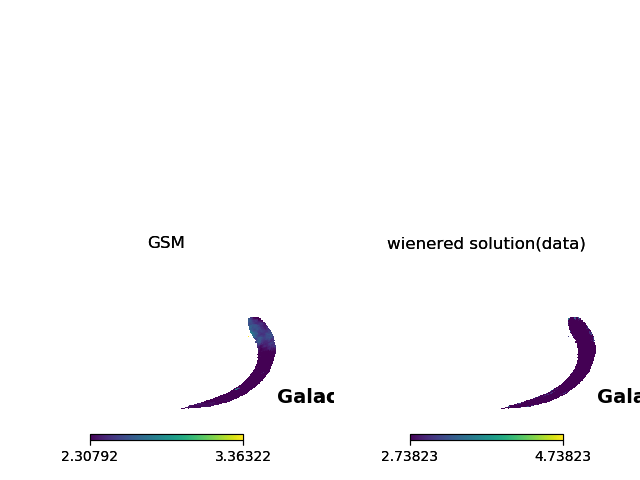 GSM
wienered solution(data)
Galac
Gala
2.30792 3.36322
2.73823 4.73823